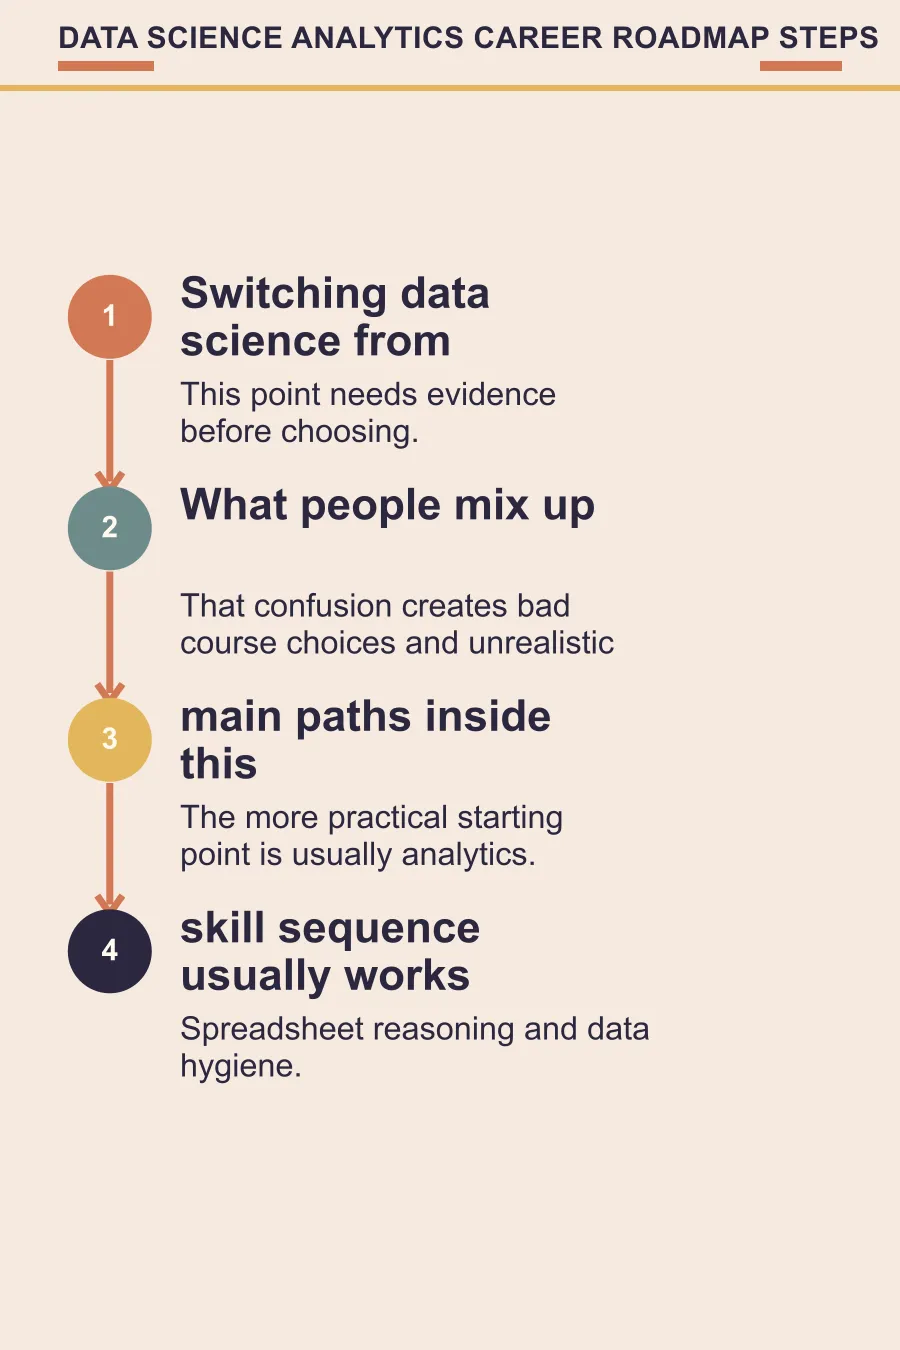 DATA SCIENCE ANALYTICS CAREER ROADMAP STEPS
1
Switching data
science from
This point needs evidence
before choosing.
2
What people mix up
That confusion creates bad
course choices and unrealistic
3
main paths inside
this
The more practical starting
point is usually analytics.
4
skill sequence
usually works
Spreadsheet reasoning and data
hygiene.